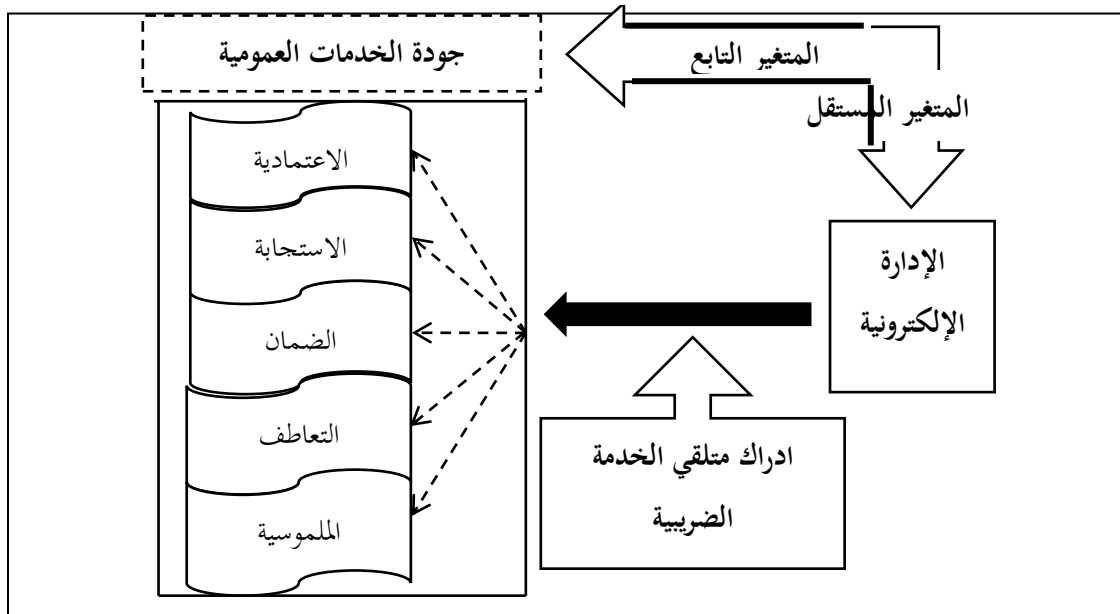 المتغير التابع
جودة الخدمات العمومية
المتغير المستقل
الإدارة
الإلكترونية
ادراك متلقي الخدمة
الضريبية
الاعتمادية
الاستجابة
الضمان
التعاطف
الملموسية